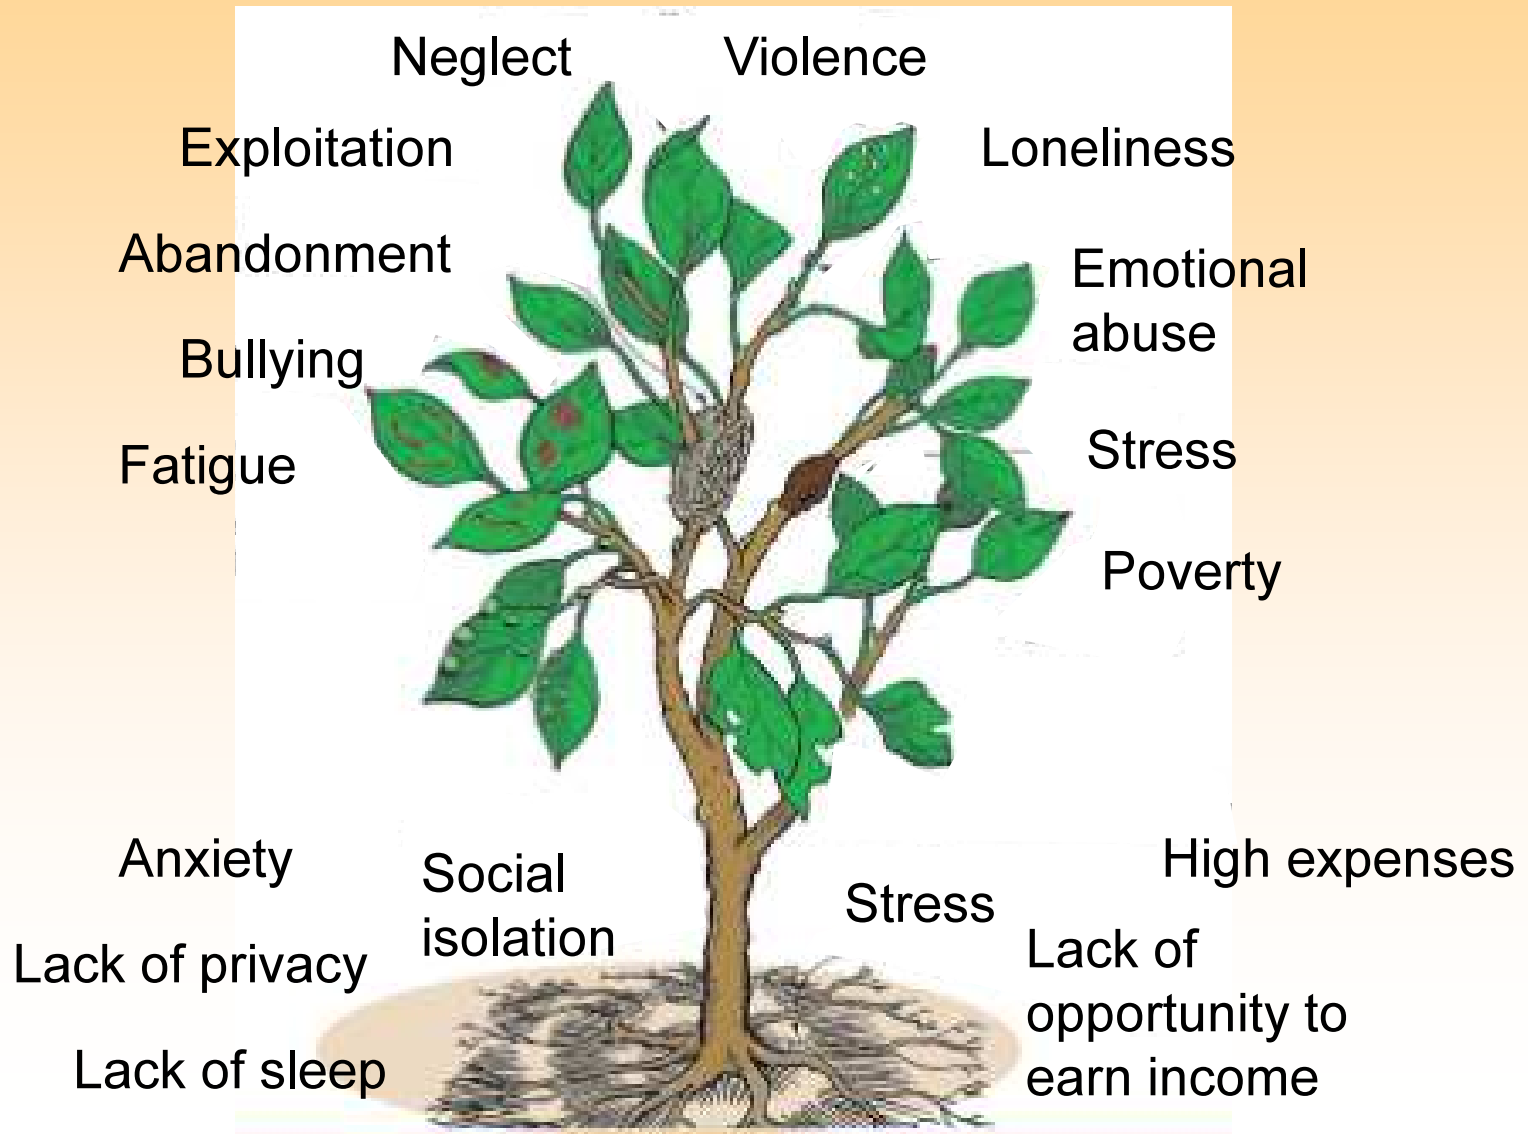 Neglect
Violence
Exploitation
Loneliness
Abandonment
Emotional
abuse
Bullying
Stress
Fatigue
Poverty
Anxiety
Social
isolation
Stress
High expenses
Lack of privacy
Lack of
opportunity to
earn income
Lack of sleep